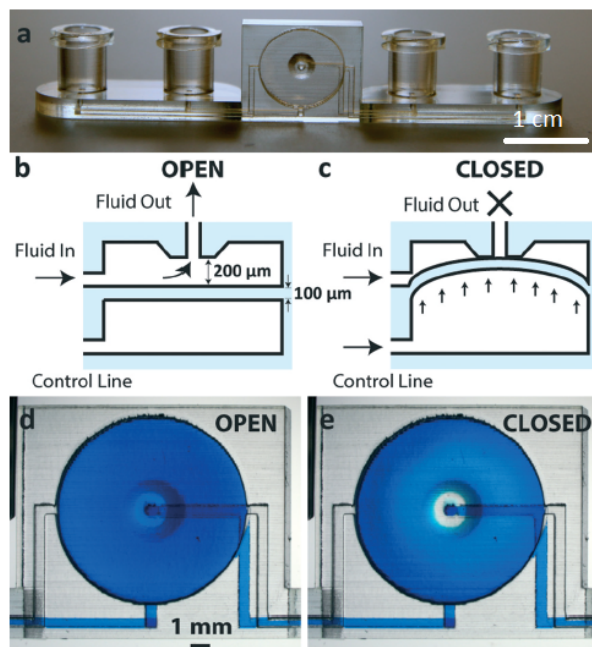 a
1 cm
b
OPEN
Fluid Out
Fluid In
200 µm
100 µm
Control Line
c
CLOSED
Fluid Out
Fluid In
Control Line
d
OPEN
1 mm
e
CLOSED